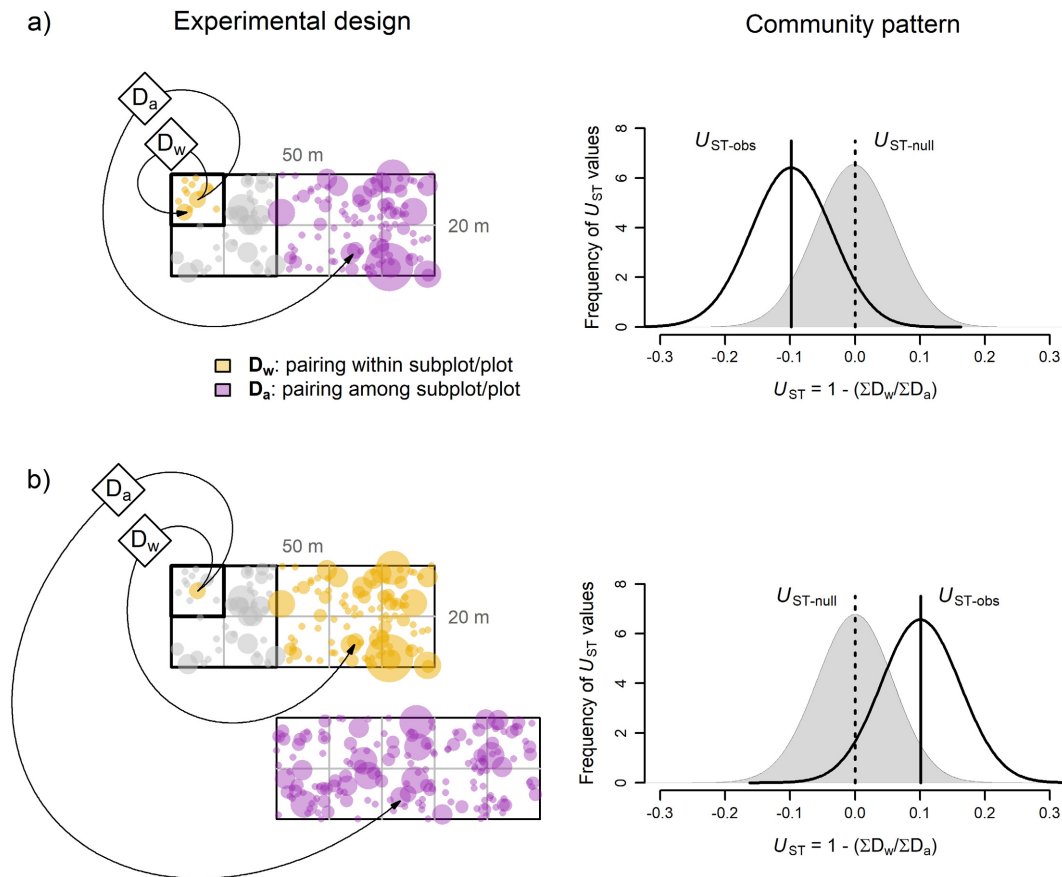 a)
Experimental design
Community pattern
Da
Dw
50 m
20 m
Dw: pairing within subplot/plot
Da: pairing among subplot/plot
Frequency of UST values
8
6
4
2
0
UST-obs
UST-null
-0.3 -0.2 -0.1 0.0 0.1 0.2 0.3
UST = 1 - (ΣDw/ΣDa)
b)
Da
Dw
50 m
20 m
Frequency of UST values
8
6
4
2
0
UST-null
UST-obs
-0.3 -0.2 -0.1 0.0 0.1 0.2 0.3
UST = 1 - (ΣDw/ΣDa)